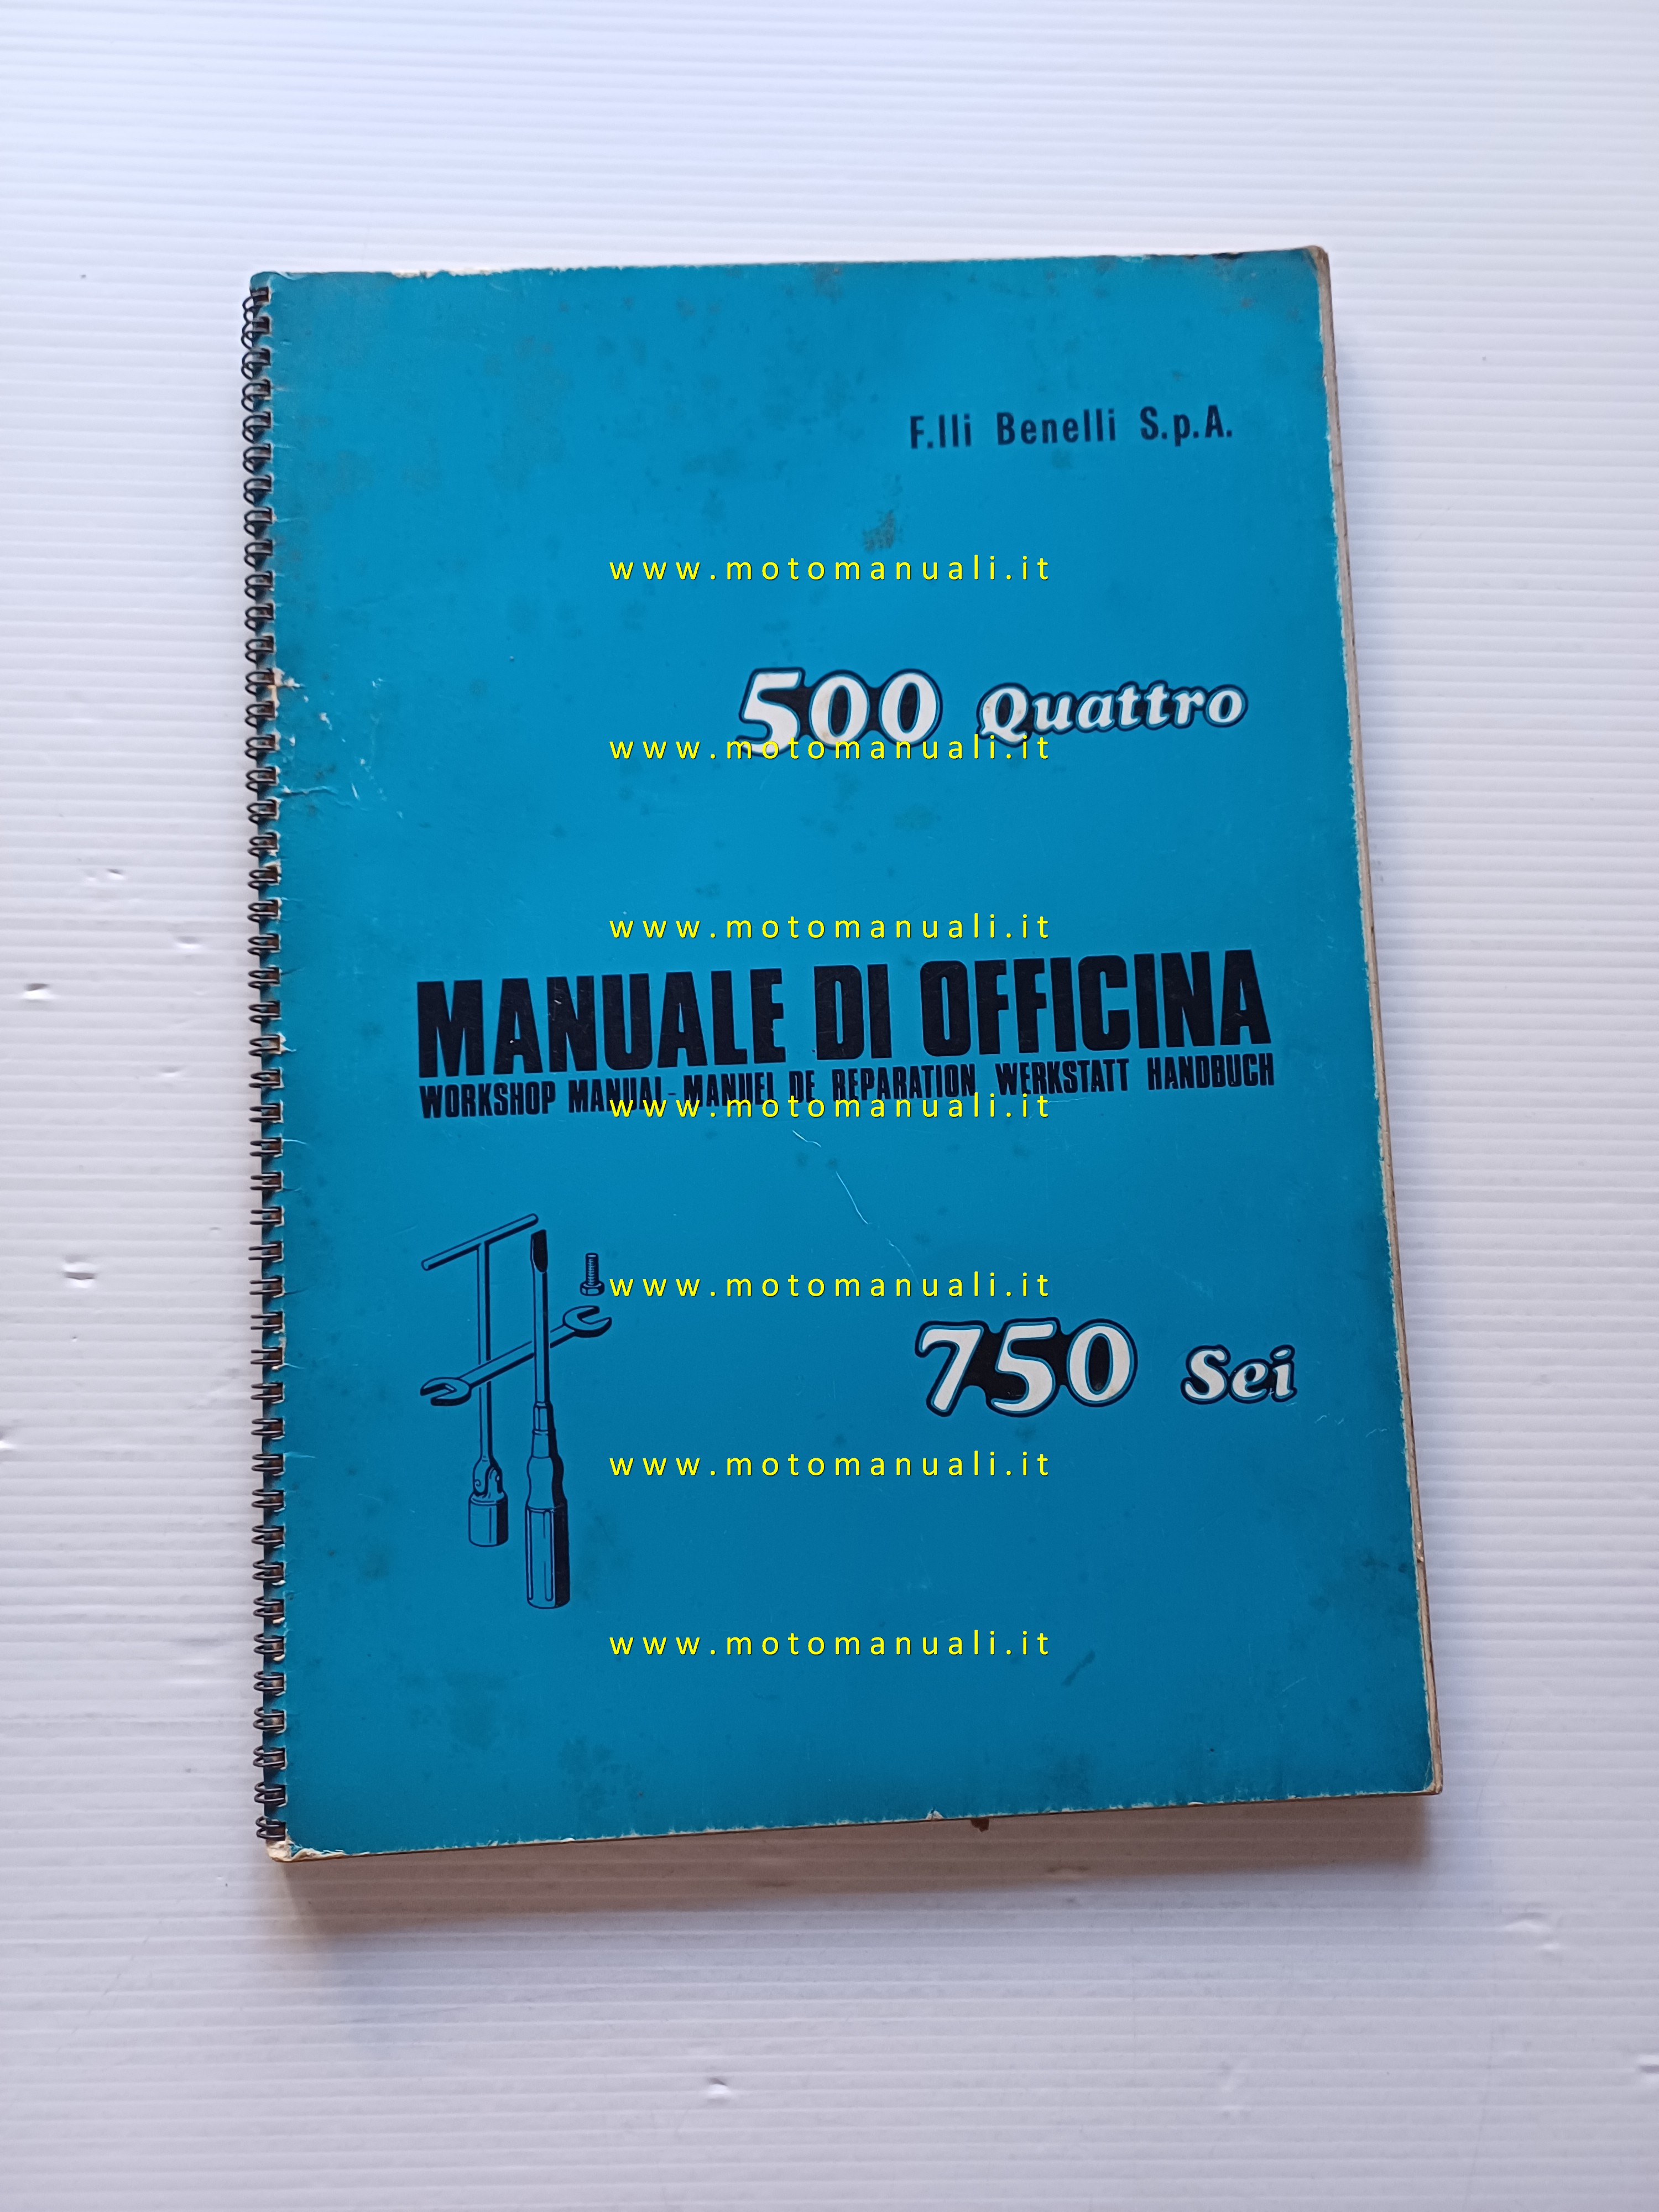 F.lli Benelli S.p.A.
www.motomanuali.it
500 Quattro
www.motomanuali.it
www.motomanuali.it
MANUALE DI OFFICINA
WORKSHOP MANUAL - MANUEL DE REPARATION WERKSTATT HANDBUCH
www.motomanuali.it
www.motomanuali.it
750 Sei
www.motomanuali.it
www.motomanuali.it